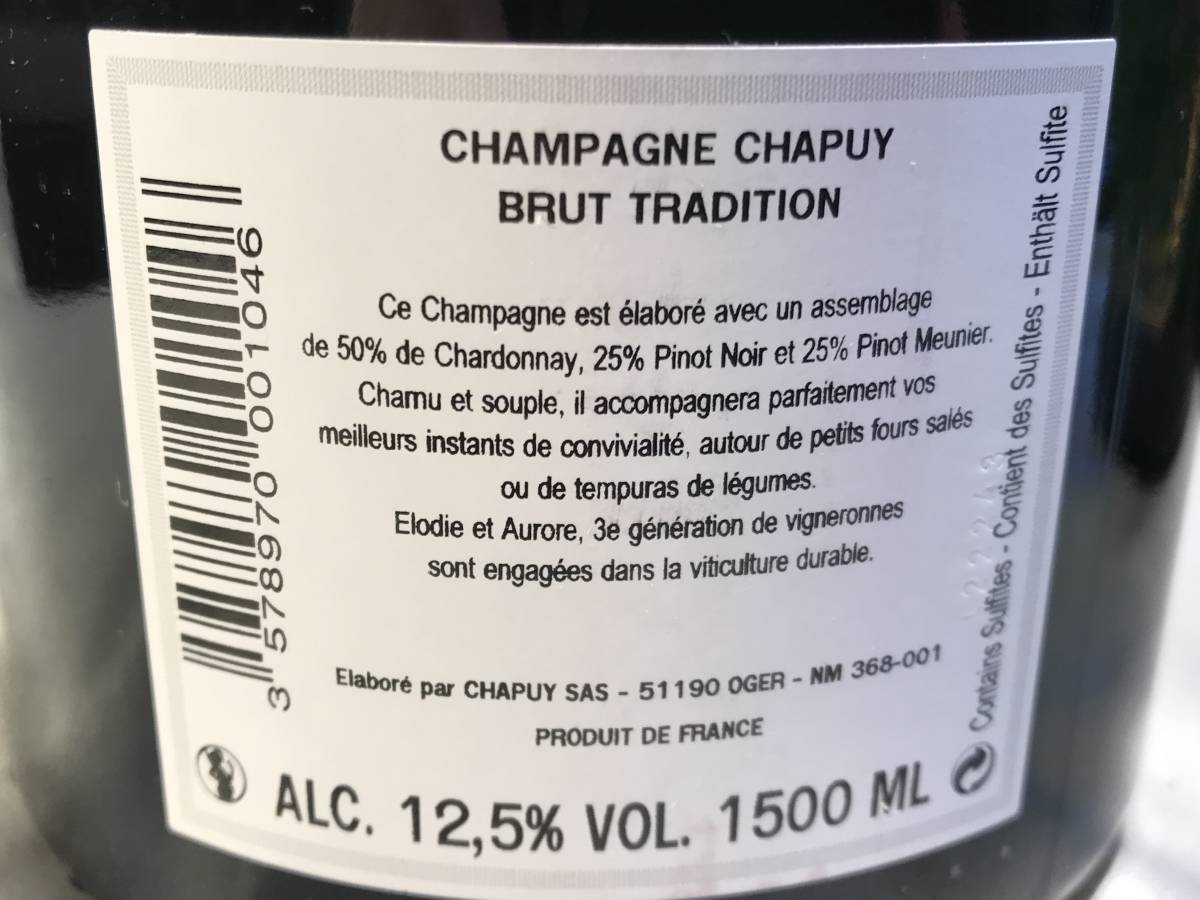 CHAMPAGNE CHAPUY
BRUT TRADITION
Ce Champagne est élaboré avec un assemblage
de 50% de Chardonnay, 25% Pinot Noir et 25% Pinot Meunier.
Charnu et souple, il accompagnera parfaitement vos
meilleurs instants de convivialité, autour de petits fours salés
ou de tempuras de légumes.
Elodie et Aurore, 3e génération de vigneronnes
sont engagées dans la viticulture durable.
Elaboré par CHAPUY SAS - 51190 OGER - NM 368-001
PRODUIT DE FRANCE
ALC. 12,5% VOL. 1500 ML
3 578970 001046
Contains Sulfites - Contient des Sulfites - Enthält Sulfite